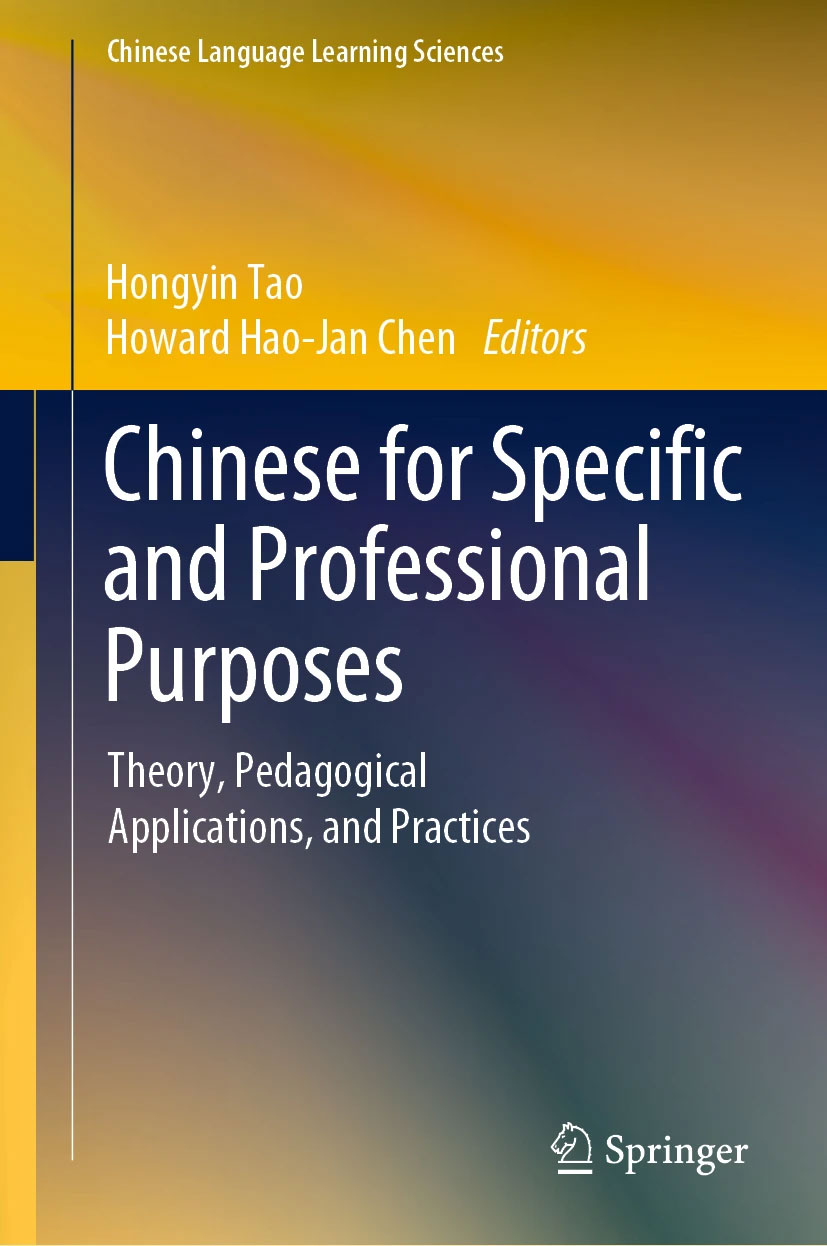 Chinese Language Learning Sciences
Hongyin Tao
Howard Hao-Jan Chen Editors
Chinese for Specific
and Professional
Purposes
Theory, Pedagogical
Applications, and Practices
Springer